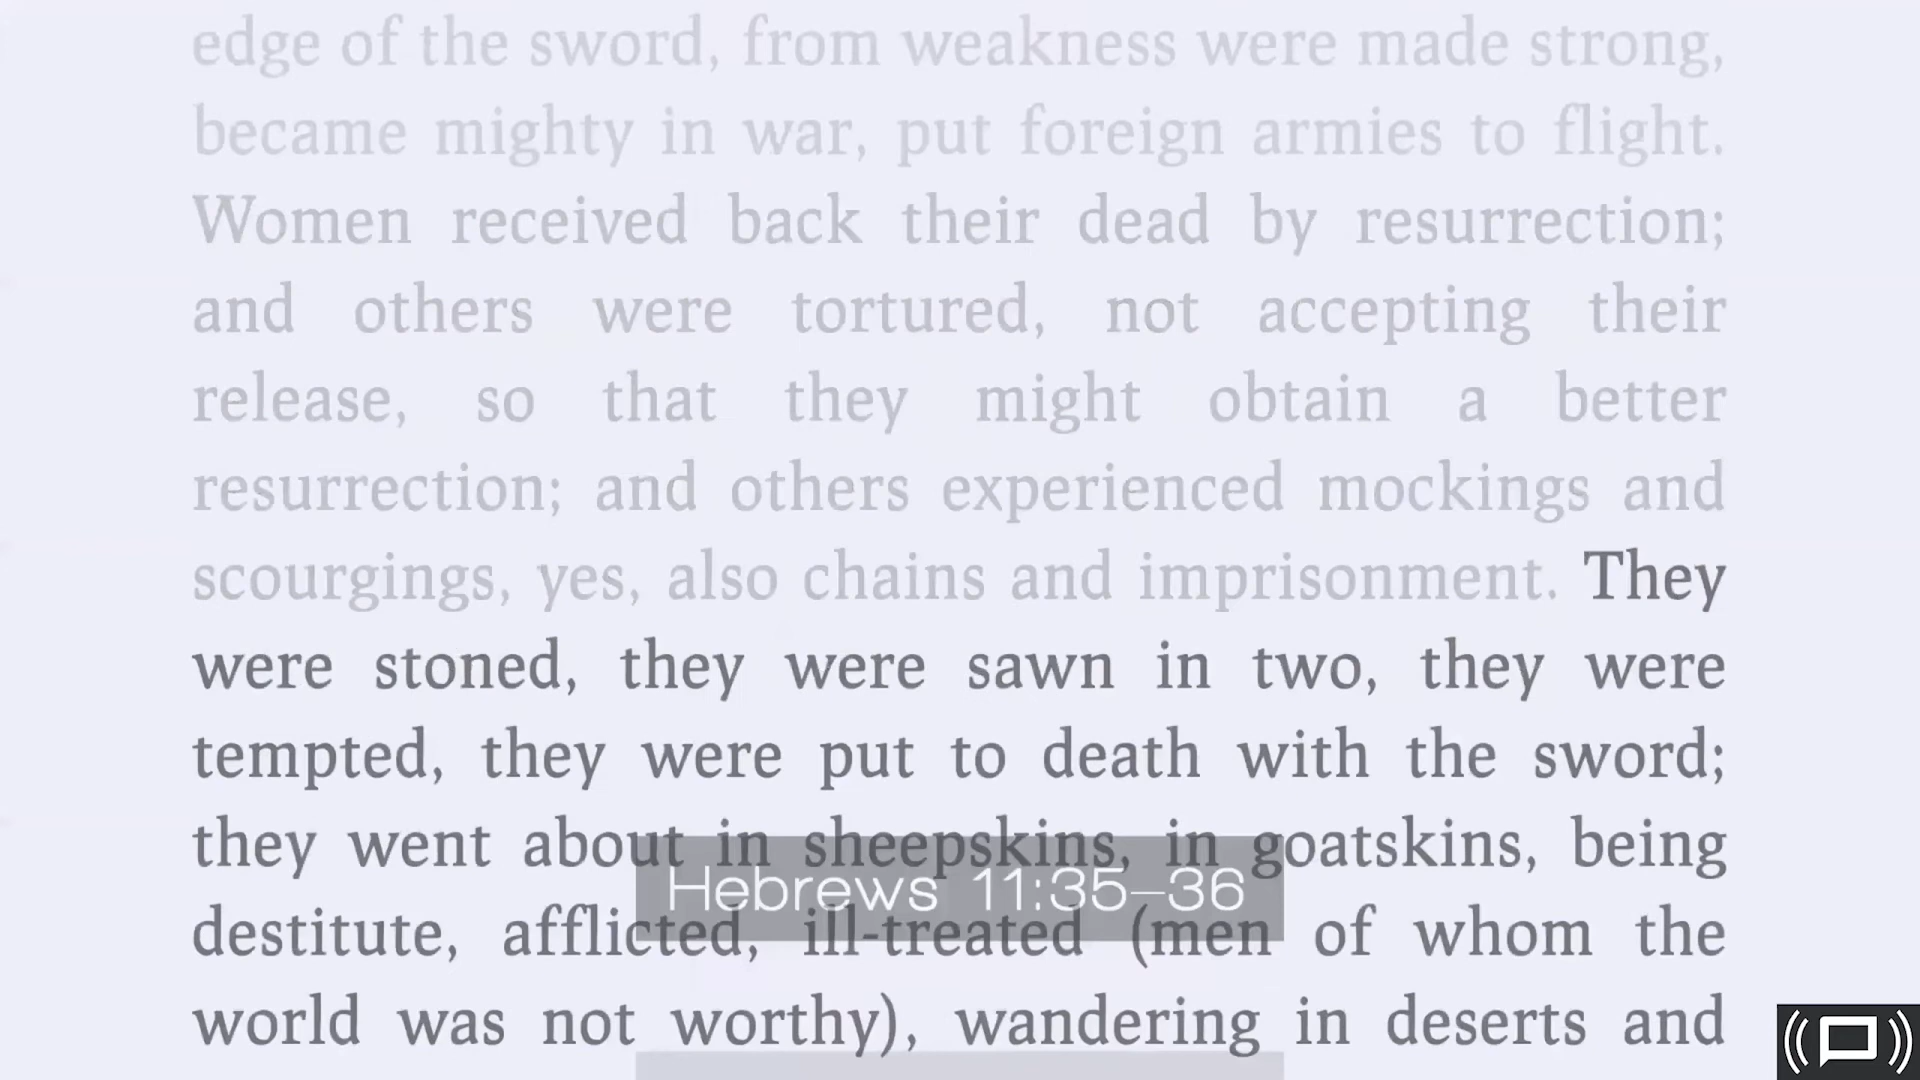 edge of the sword, from weakness were made strong,
became mighty in war, put foreign armies to flight.
Women received back their dead by resurrection;
and others were tortured, not accepting their
release, so that they might obtain a better
resurrection; and others experienced mockings and
scourgings, yes, also chains and imprisonment. They
were stoned, they were sawn in two, they were
tempted, they were put to death with the sword;
they went about in sheepskins, in goatskins, being
Hebrews 11:35–36
destitute, afflicted, ill-treated (men of whom the
world was not worthy), wandering in deserts and